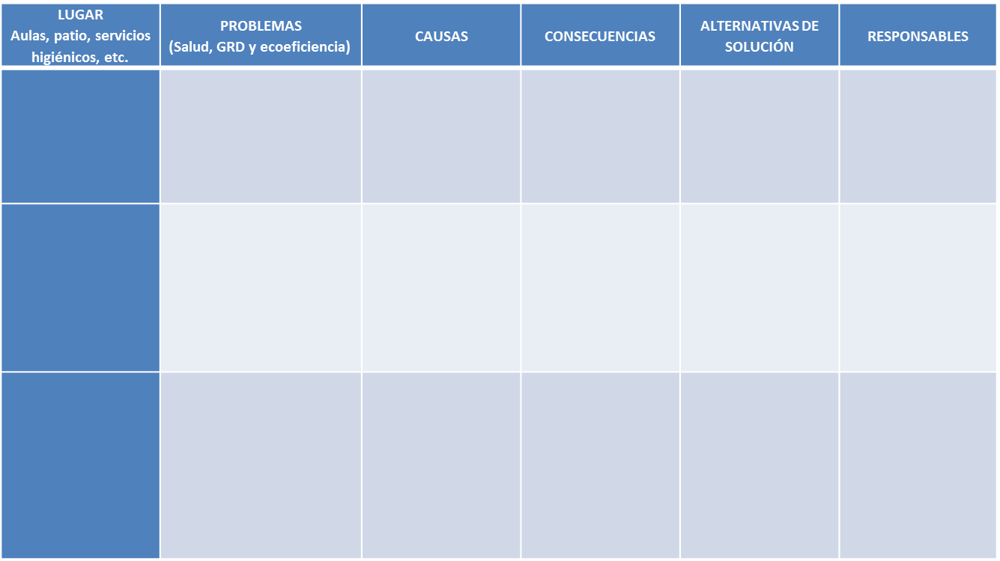 LUGAR
Aulas, patio, servicios
higiénicos, etc.
PROBLEMAS
(Salud, GRD y ecoeficiencia)
CAUSAS
CONSECUENCIAS
ALTERNATIVAS DE
SOLUCIÓN
RESPONSABLES